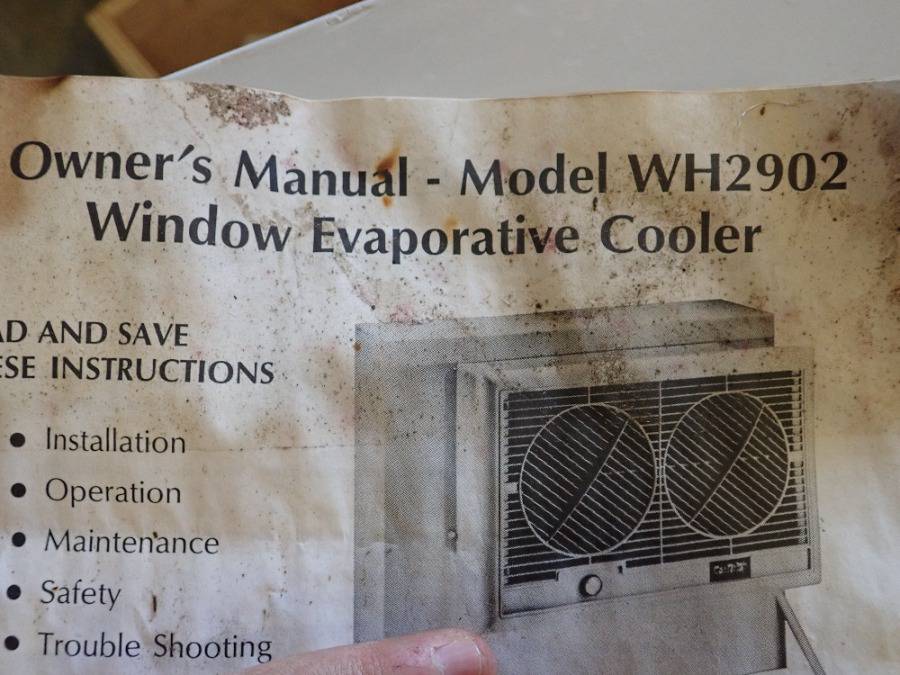 Owner's Manual - Model WH2902
Window Evaporative Cooler
AD AND SAVE
ESE INSTRUCTIONS
• Installation
• Operation
• Maintenance
• Safety
• Trouble Shooting